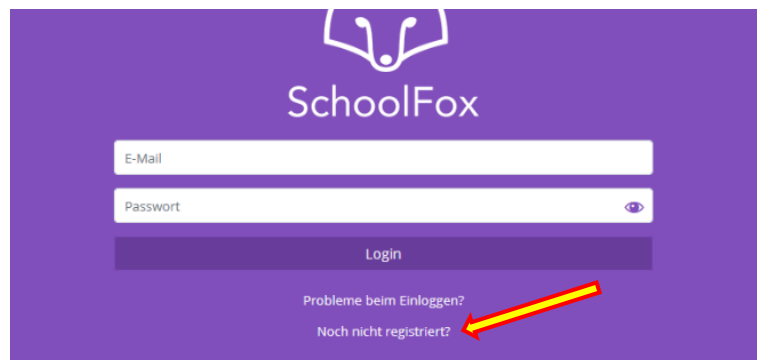 SchoolFox
E-Mail
Passwort
Login
Probleme beim Einloggen?
Noch nicht registriert?